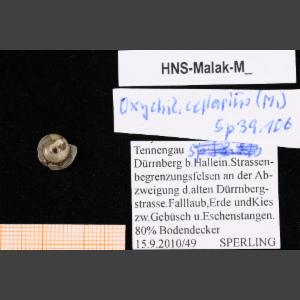 HNS-Malak-M_
Oxychil. cellarius (M.)
Sp39.106
Tennengau
Dürrnberg b.Hallein.Strassen-
begrenzungsfelsen an der Ab-
zweigung d.alten Dürrnberg-
strasse.Falllaub,Erde undKies
zw.Gebüsch u.Eschenstangen.
80% Bodendecker
15.9.2010/49 SPERLING